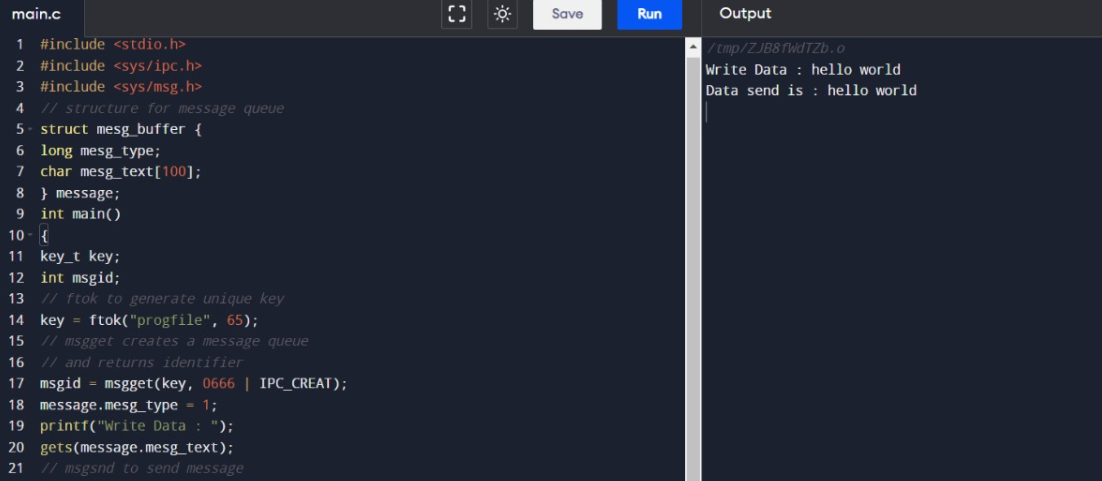 main.c
Save
Run
Output
1 #include <stdio.h>
2 #include <sys/ipc.h>
3 #include <sys/msg.h>
4 // structure for message queue
5 struct mesg_buffer {
6 long mesg_type;
7 char mesg_text[100];
8 } message;
9 int main()
10 {
11 key_t key;
12 int msgid;
13 // ftok to generate unique key
14 key = ftok("progfile", 65);
15 // msgget creates a message queue
16 // and returns identifier
17 msgid = msgget(key, 0666 | IPC_CREAT);
18 message.mesg_type = 1;
19 printf("Write Data : ");
20 gets(message.mesg_text);
21 // msgsnd to send message
/tmp/ZJB8fWdTZb.o
Write Data : hello world
Data send is : hello world